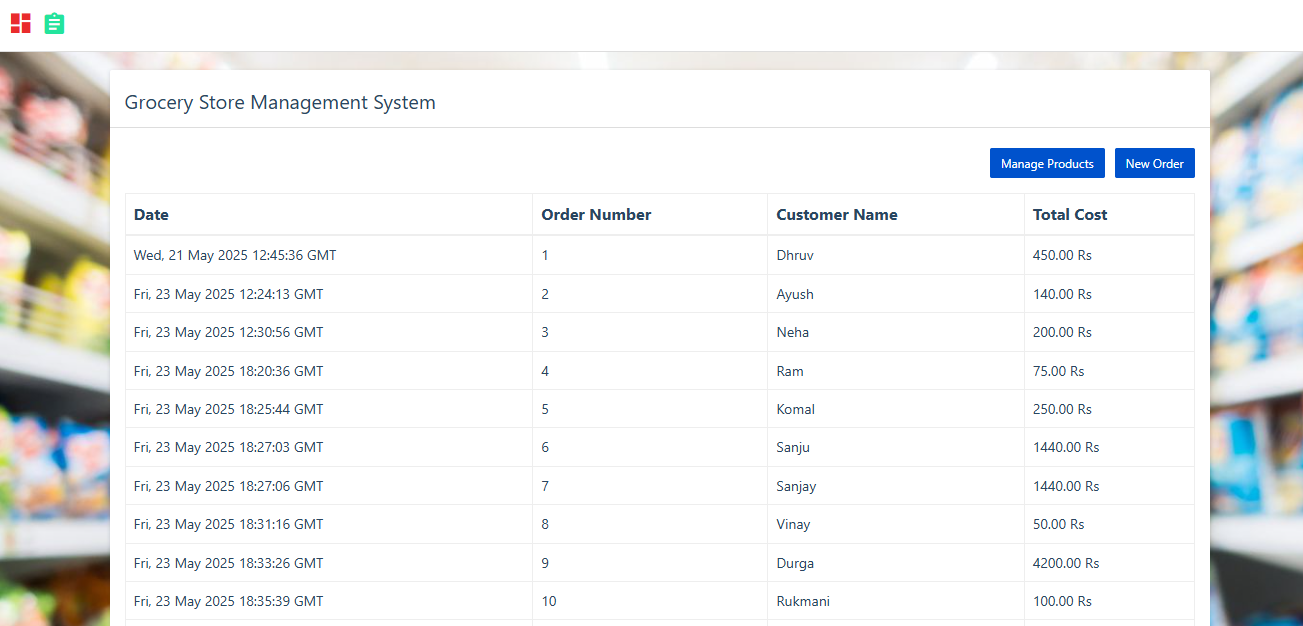 Grocery Store Management System
Manage Products New Order
Date Order Number Customer Name Total Cost
Wed, 21 May 2025 12:45:36 GMT 1 Dhruv 450.00 Rs
Fri, 23 May 2025 12:24:13 GMT 2 Ayush 140.00 Rs
Fri, 23 May 2025 12:30:56 GMT 3 Neha 200.00 Rs
Fri, 23 May 2025 18:20:36 GMT 4 Ram 75.00 Rs
Fri, 23 May 2025 18:25:44 GMT 5 Komal 250.00 Rs
Fri, 23 May 2025 18:27:03 GMT 6 Sanju 1440.00 Rs
Fri, 23 May 2025 18:27:06 GMT 7 Sanjay 1440.00 Rs
Fri, 23 May 2025 18:31:16 GMT 8 Vinay 50.00 Rs
Fri, 23 May 2025 18:33:26 GMT 9 Durga 4200.00 Rs
Fri, 23 May 2025 18:35:39 GMT 10 Rukmani 100.00 Rs